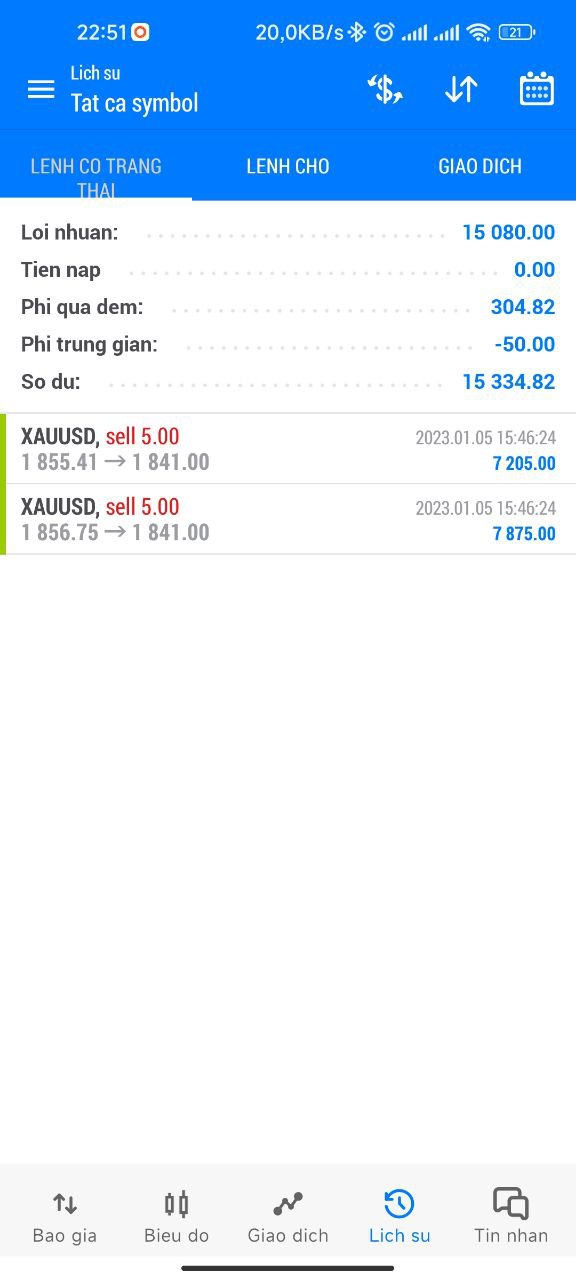 22:51 20,0KB/s 21
Lich su
Tat ca symbol
LENH CO TRANG THAI LENH CHO GIAO DICH
Loi nhuan: 15 080.00
Tien nap 0.00
Phi qua dem: 304.82
Phi trung gian: -50.00
So du: 15 334.82
XAUUSD, sell 5.00 2023.01.05 15:46:24
1 855.41 → 1 841.00 7 205.00
XAUUSD, sell 5.00 2023.01.05 15:46:24
1 856.75 → 1 841.00 7 875.00
Bao gia Bieu do Giao dich Lich su Tin nhan